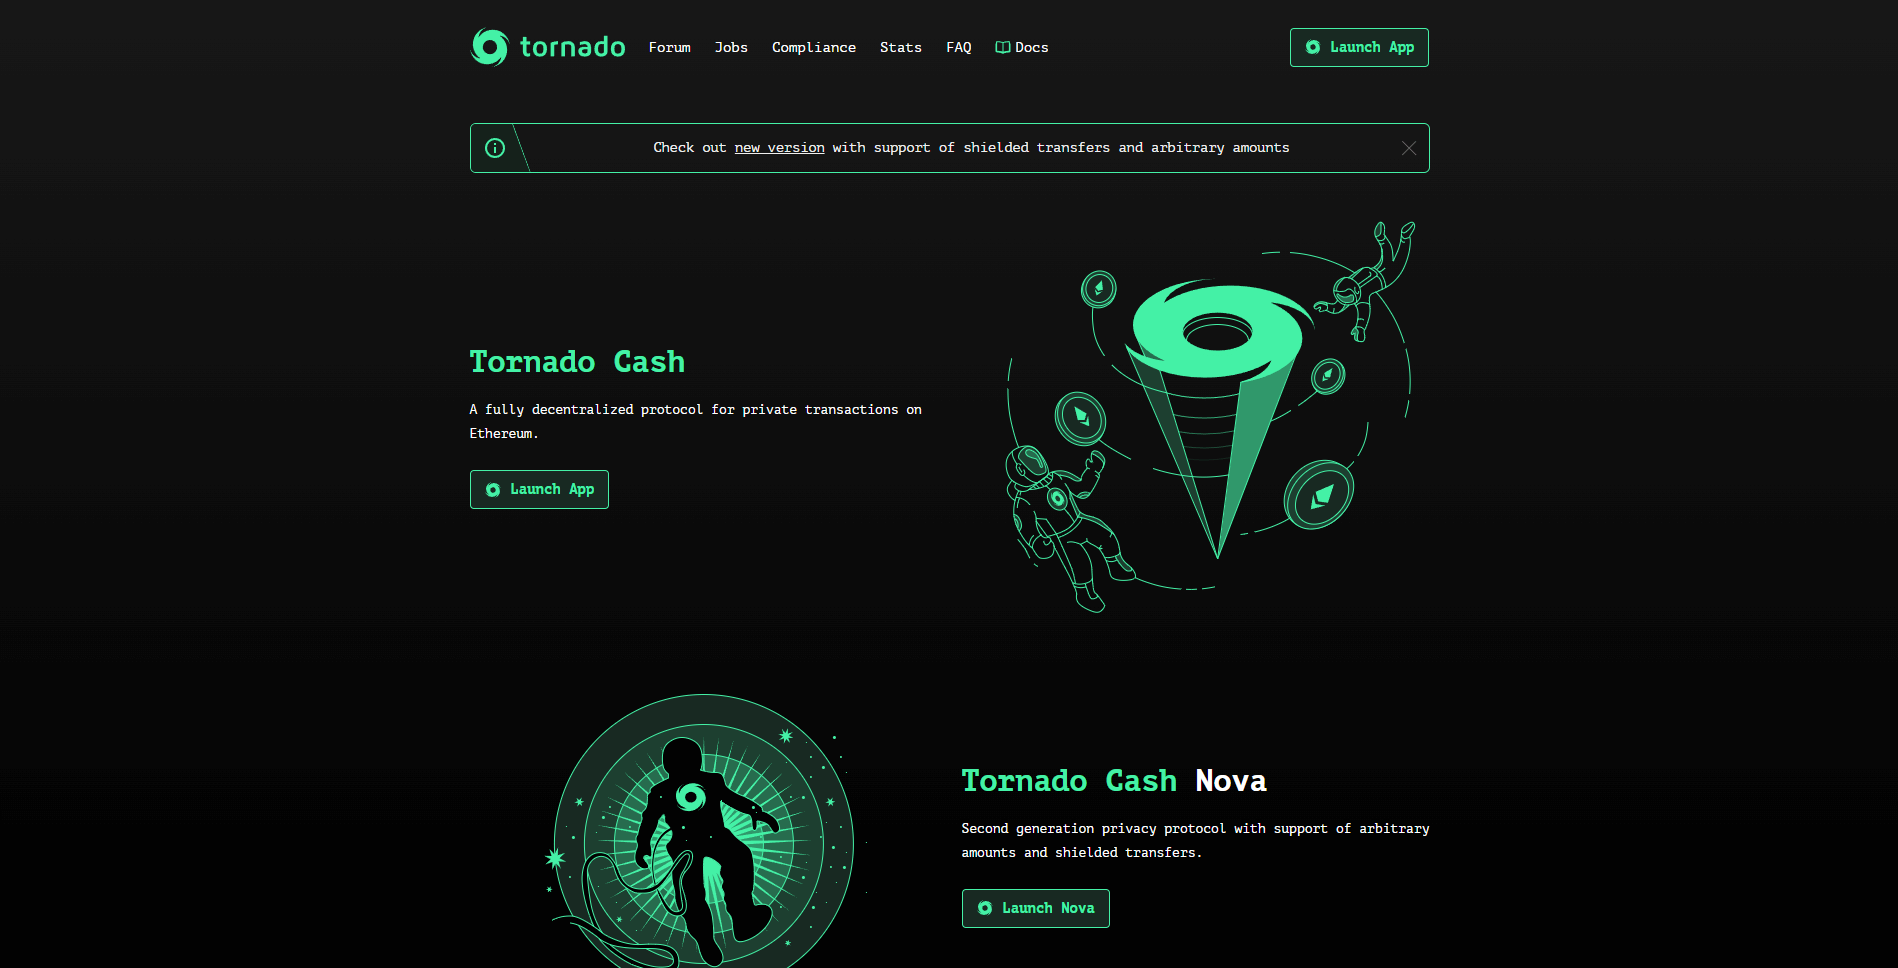 tornado Forum Jobs Compliance Stats FAQ Docs Launch App
Check out new version with support of shielded transfers and arbitrary amounts
Tornado Cash
A fully decentralized protocol for private transactions on
Ethereum.
Launch App
Tornado Cash Nova
Second generation privacy protocol with support of arbitrary
amounts and shielded transfers.
Launch Nova